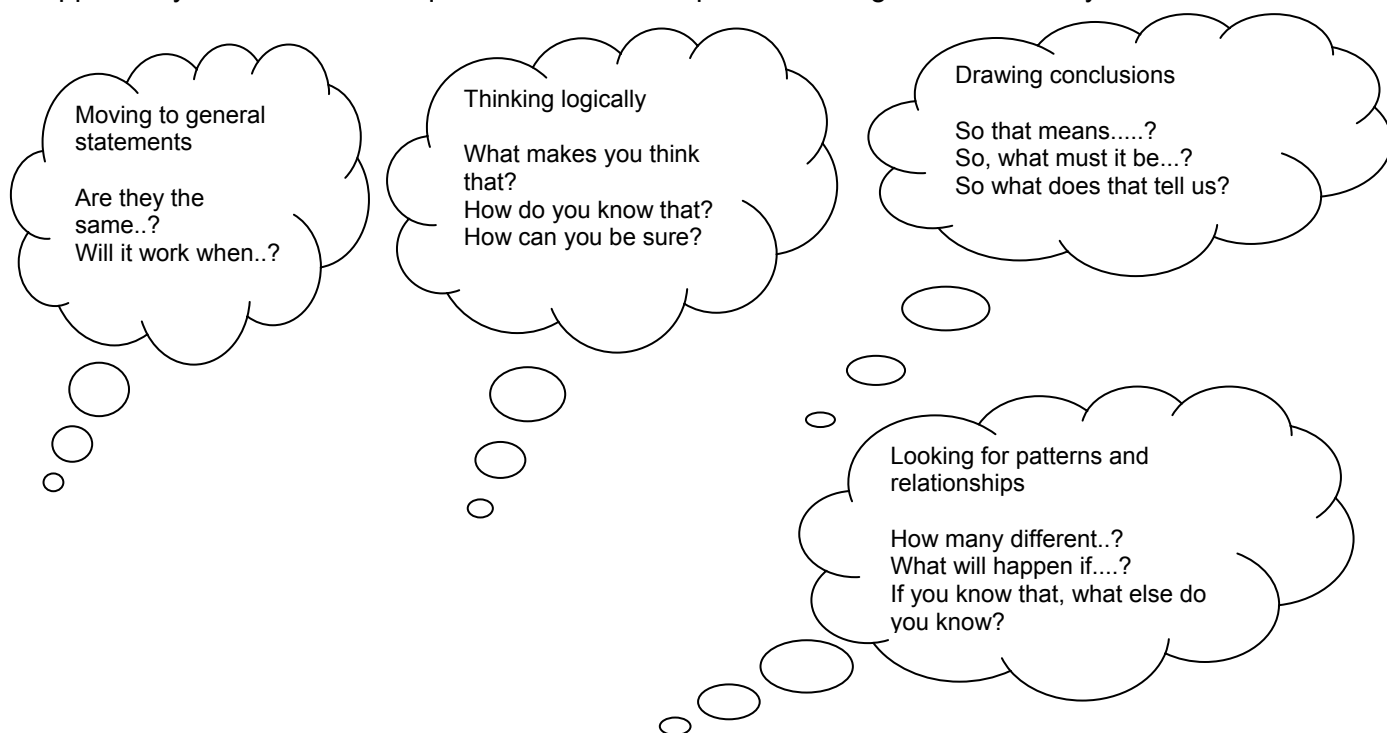 Moving to general
statements
Are they the
same..?
Will it work when..?
Thinking logically
What makes you think
that?
How do you know that?
How can you be sure?
Drawing conclusions
So that means.....?
So, what must it be...?
So what does that tell us?
Looking for patterns and
relationships
How many different..?
What will happen if....?
If you know that, what else do
you know?